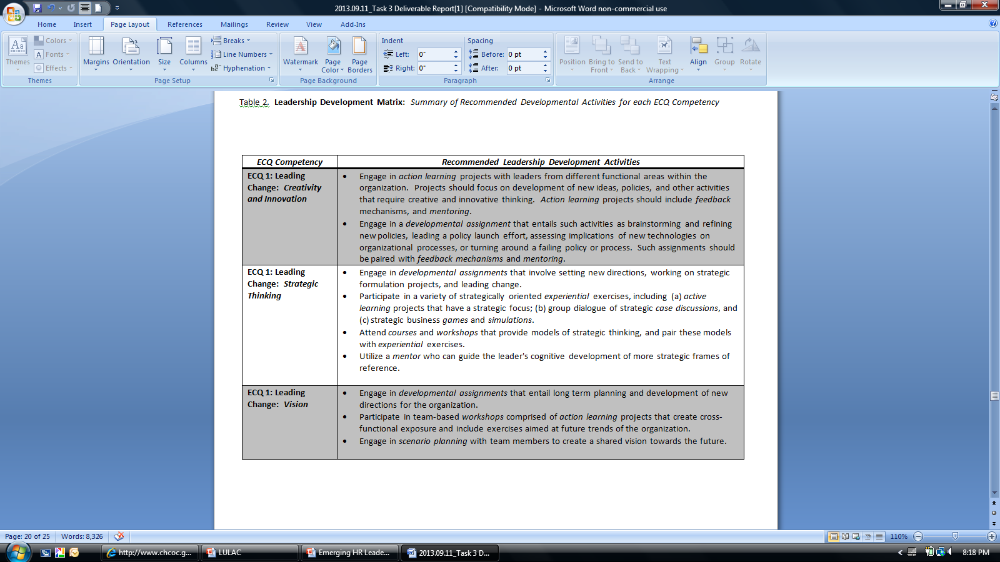 2013.09.11_Task 3 Deliverable Report[1] [Compatibility Mode] - Microsoft Word non-commercial use
Home Insert Page Layout References Mailings Review View Add-Ins
Themes
Colors
Fonts
Effects
Themes
Margins Orientation Size Columns
Breaks
Line Numbers
Hyphenation
Page Setup
Watermark Page Color Page Borders
Page Background
Indent
Left: 0"
Right: 0"
Spacing
Before: 0 pt
After: 0 pt
Paragraph
Position Bring to Front Send to Back Text Wrapping Align Group Rotate
Arrange
Table 2. Leadership Development Matrix: Summary of Recommended Developmental Activities for each ECQ Competency
ECQ Competency
Recommended Leadership Development Activities
ECQ 1: Leading
Change: Creativity
and Innovation
• Engage in action learning projects with leaders from different functional areas within the
organization. Projects should focus on development of new ideas, policies, and other activities
that require creative and innovative thinking. Action learning projects should include feedback
mechanisms, and mentoring.
• Engage in a developmental assignment that entails such activities as brainstorming and refining
new policies, leading a policy launch effort, assessing implications of new technologies on
organizational processes, or turning around a failing policy or process. Such assignments should
be paired with feedback mechanisms and mentoring.
ECQ 1: Leading
Change: Strategic
Thinking
• Engage in developmental assignments that involve setting new directions, working on strategic
formulation projects, and leading change.
• Participate in a variety of strategically oriented experiential exercises, including (a) active
learning projects that have a strategic focus; (b) group dialogue of strategic case discussions, and
(c) strategic business games and simulations.
• Attend courses and workshops that provide models of strategic thinking, and pair these models
with experiential exercises.
• Utilize a mentor who can guide the leader's cognitive development of more strategic frames of
reference.
ECQ 1: Leading
Change: Vision
• Engage in developmental assignments that entail long term planning and development of new
directions for the organization.
• Participate in team-based workshops comprised of action learning projects that create cross-
functional exposure and include exercises aimed at future trends of the organization.
• Engage in scenario planning with team members to create a shared vision towards the future.
Page: 20 of 25 Words: 8,326 110%
http://www.chcoc.g... LULAC Emerging HR Leade... 2013.09.11_Task 3 D... 8:18 PM